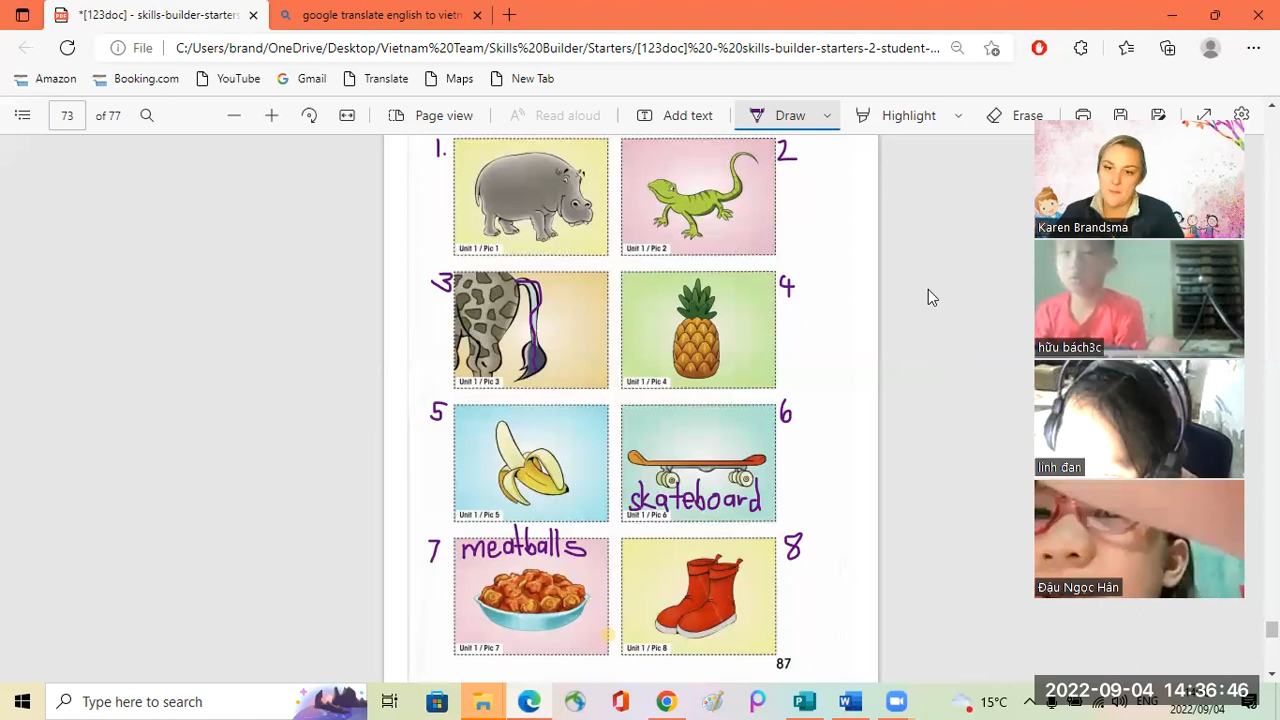 *[123doc] - skills-builder-starters
google translate english to vietn
File
C:/Users/brand/OneDrive/Desktop/Vietnam%20Team/Skills%20Builder/Starters/[123doc]%20-%20skills-builder-starters-2-student-...
Amazon
Booking.com
YouTube
Gmail
Translate
Maps
New Tab
73 of 77
Page view
Read aloud
Add text
Draw
Highlight
Erase
1.
Unit 1 / Pic 1
2
Unit 1 / Pic 2
3
Unit 1 / Pic 3
4
Unit 1 / Pic 4
5
Unit 1 / Pic 5
6
skateboard
Unit 1 / Pic 6
7
meatballs
Unit 1 / Pic 7
8
Unit 1 / Pic 8
87
Karen Brandsma
hữu bách3c
linh đan
Đậu Ngọc Hân
Type here to search
15°C
ENG
2022-09-04 14:36:46
2022/09/04